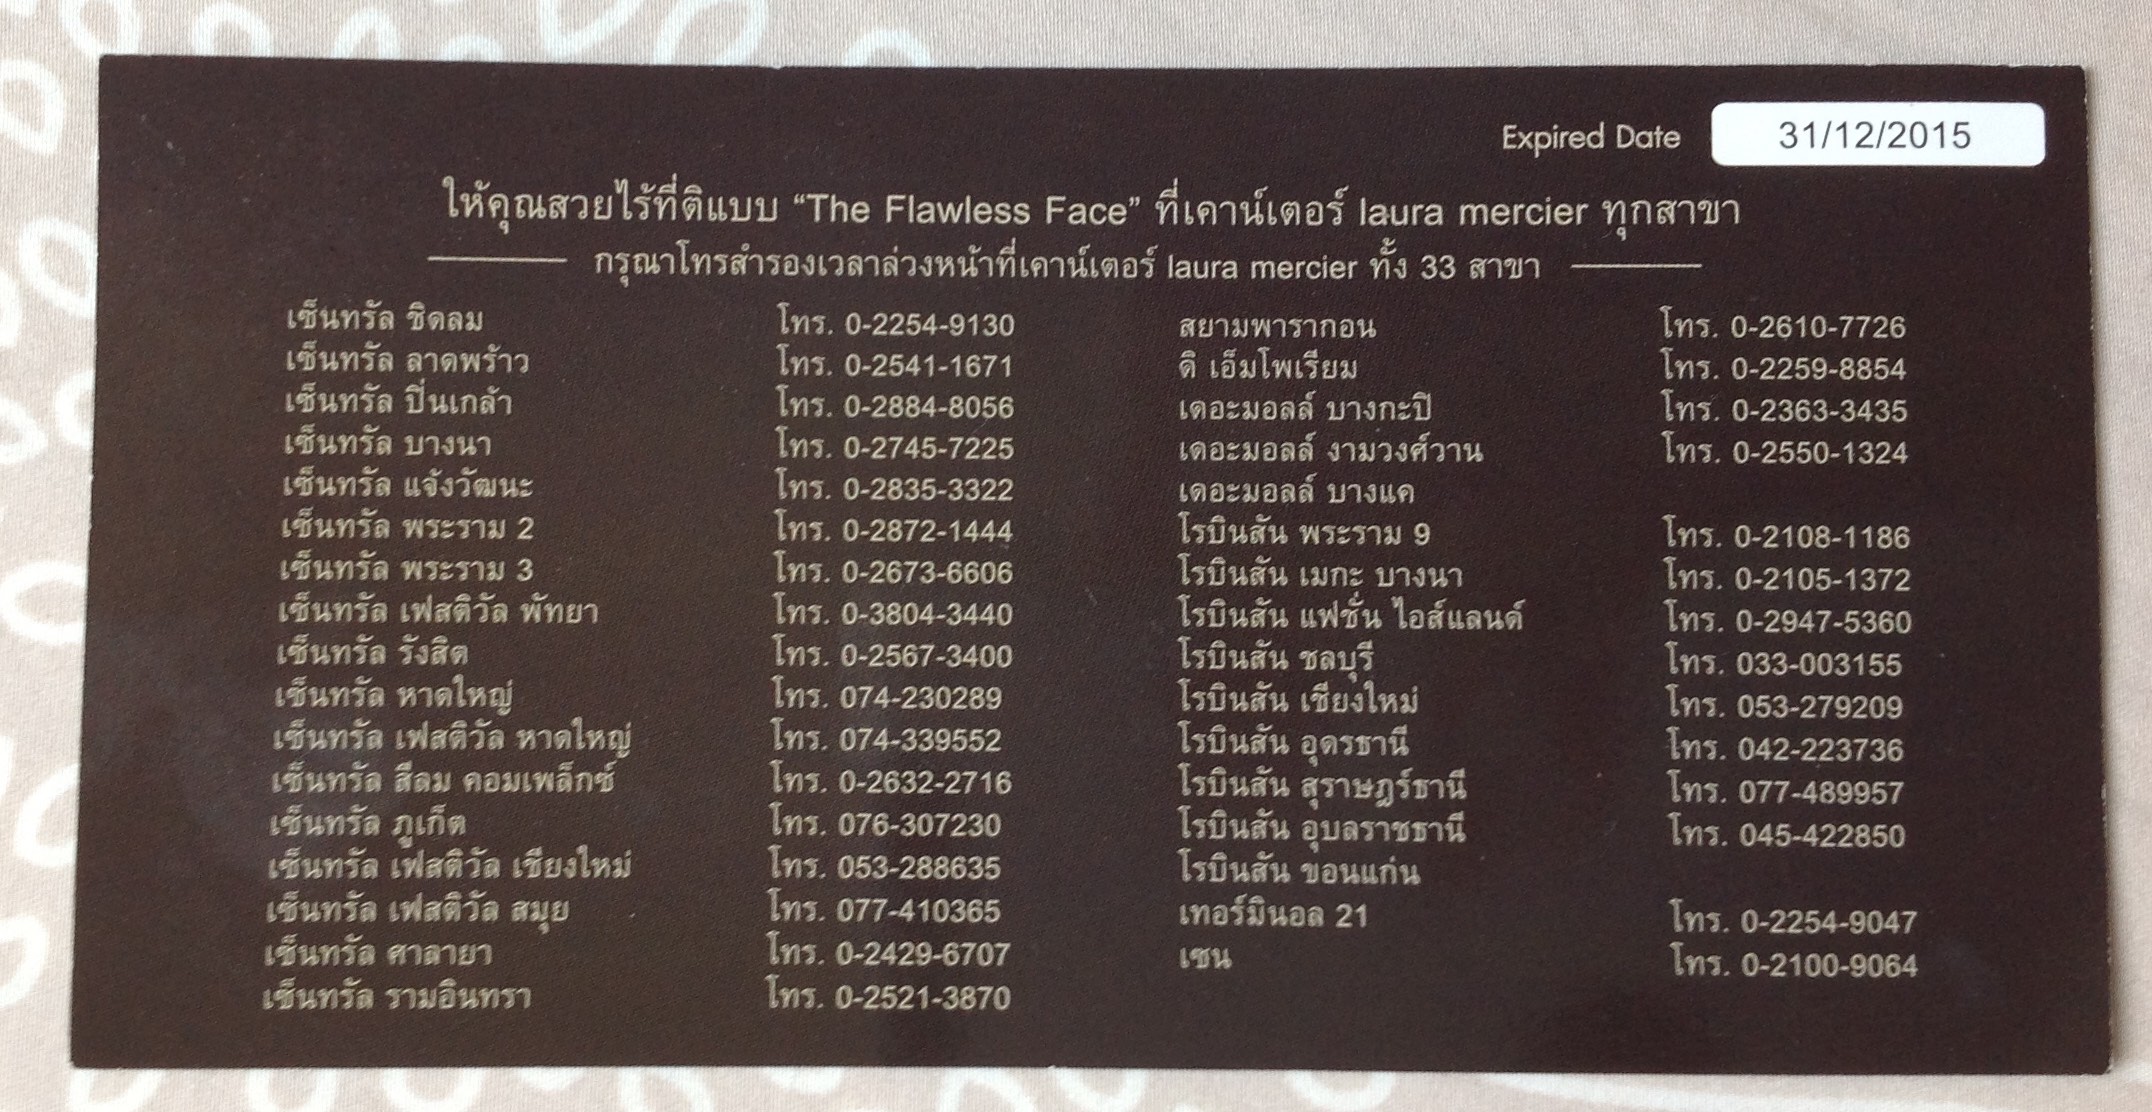 Expired Date 31/12/2015
ให้คุณสวยไร้ที่ติแบบ “The Flawless Face” ที่เคาน์เตอร์ laura mercier ทุกสาขา
กรุณาโทรสำรองเวลาล่วงหน้าที่เคาน์เตอร์ laura mercier ทั้ง 33 สาขา
เซ็นทรัล ชิดลม โทร. 0-2254-9130
เซ็นทรัล ลาดพร้าว โทร. 0-2541-1671
เซ็นทรัล ปิ่นเกล้า โทร. 0-2884-8056
เซ็นทรัล บางนา โทร. 0-2745-7225
เซ็นทรัล แจ้งวัฒนะ โทร. 0-2835-3322
เซ็นทรัล พระราม 2 โทร. 0-2872-1444
เซ็นทรัล พระราม 3 โทร. 0-2673-6606
เซ็นทรัล เฟสติวัล พัทยา โทร. 0-3804-3440
เซ็นทรัล รังสิต โทร. 0-2567-3400
เซ็นทรัล หาดใหญ่ โทร. 074-230289
เซ็นทรัล เฟสติวัล หาดใหญ่ โทร. 074-339552
เซ็นทรัล สีลม คอมเพล็กซ์ โทร. 0-2632-2716
เซ็นทรัล ภูเก็ต โทร. 076-307230
เซ็นทรัล เฟสติวัล เชียงใหม่ โทร. 053-288635
เซ็นทรัล เฟสติวัล สมุย โทร. 077-410365
เซ็นทรัล ศาลายา โทร. 0-2429-6707
เซ็นทรัล รามอินทรา โทร. 0-2521-3870
สยามพารากอน โทร. 0-2610-7726
ดิ เอ็มโพเรียม โทร. 0-2259-8854
เดอะมอลล์ บางกะปิ โทร. 0-2363-3435
เดอะมอลล์ งามวงศ์วาน โทร. 0-2550-1324
เดอะมอลล์ บางแค
โรบินสัน พระราม 9 โทร. 0-2108-1186
โรบินสัน เมกะ บางนา โทร. 0-2105-1372
โรบินสัน แฟชั่น ไอส์แลนด์ โทร. 0-2947-5360
โรบินสัน ชลบุรี โทร. 033-003155
โรบินสัน เชียงใหม่ โทร. 053-279209
โรบินสัน อุดรธานี โทร. 042-223736
โรบินสัน สุราษฎร์ธานี โทร. 077-489957
โรบินสัน อุบลราชธานี โทร. 045-422850
โรบินสัน ขอนแก่น
เทอร์มินอล 21 โทร. 0-2254-9047
เซน โทร. 0-2100-9064